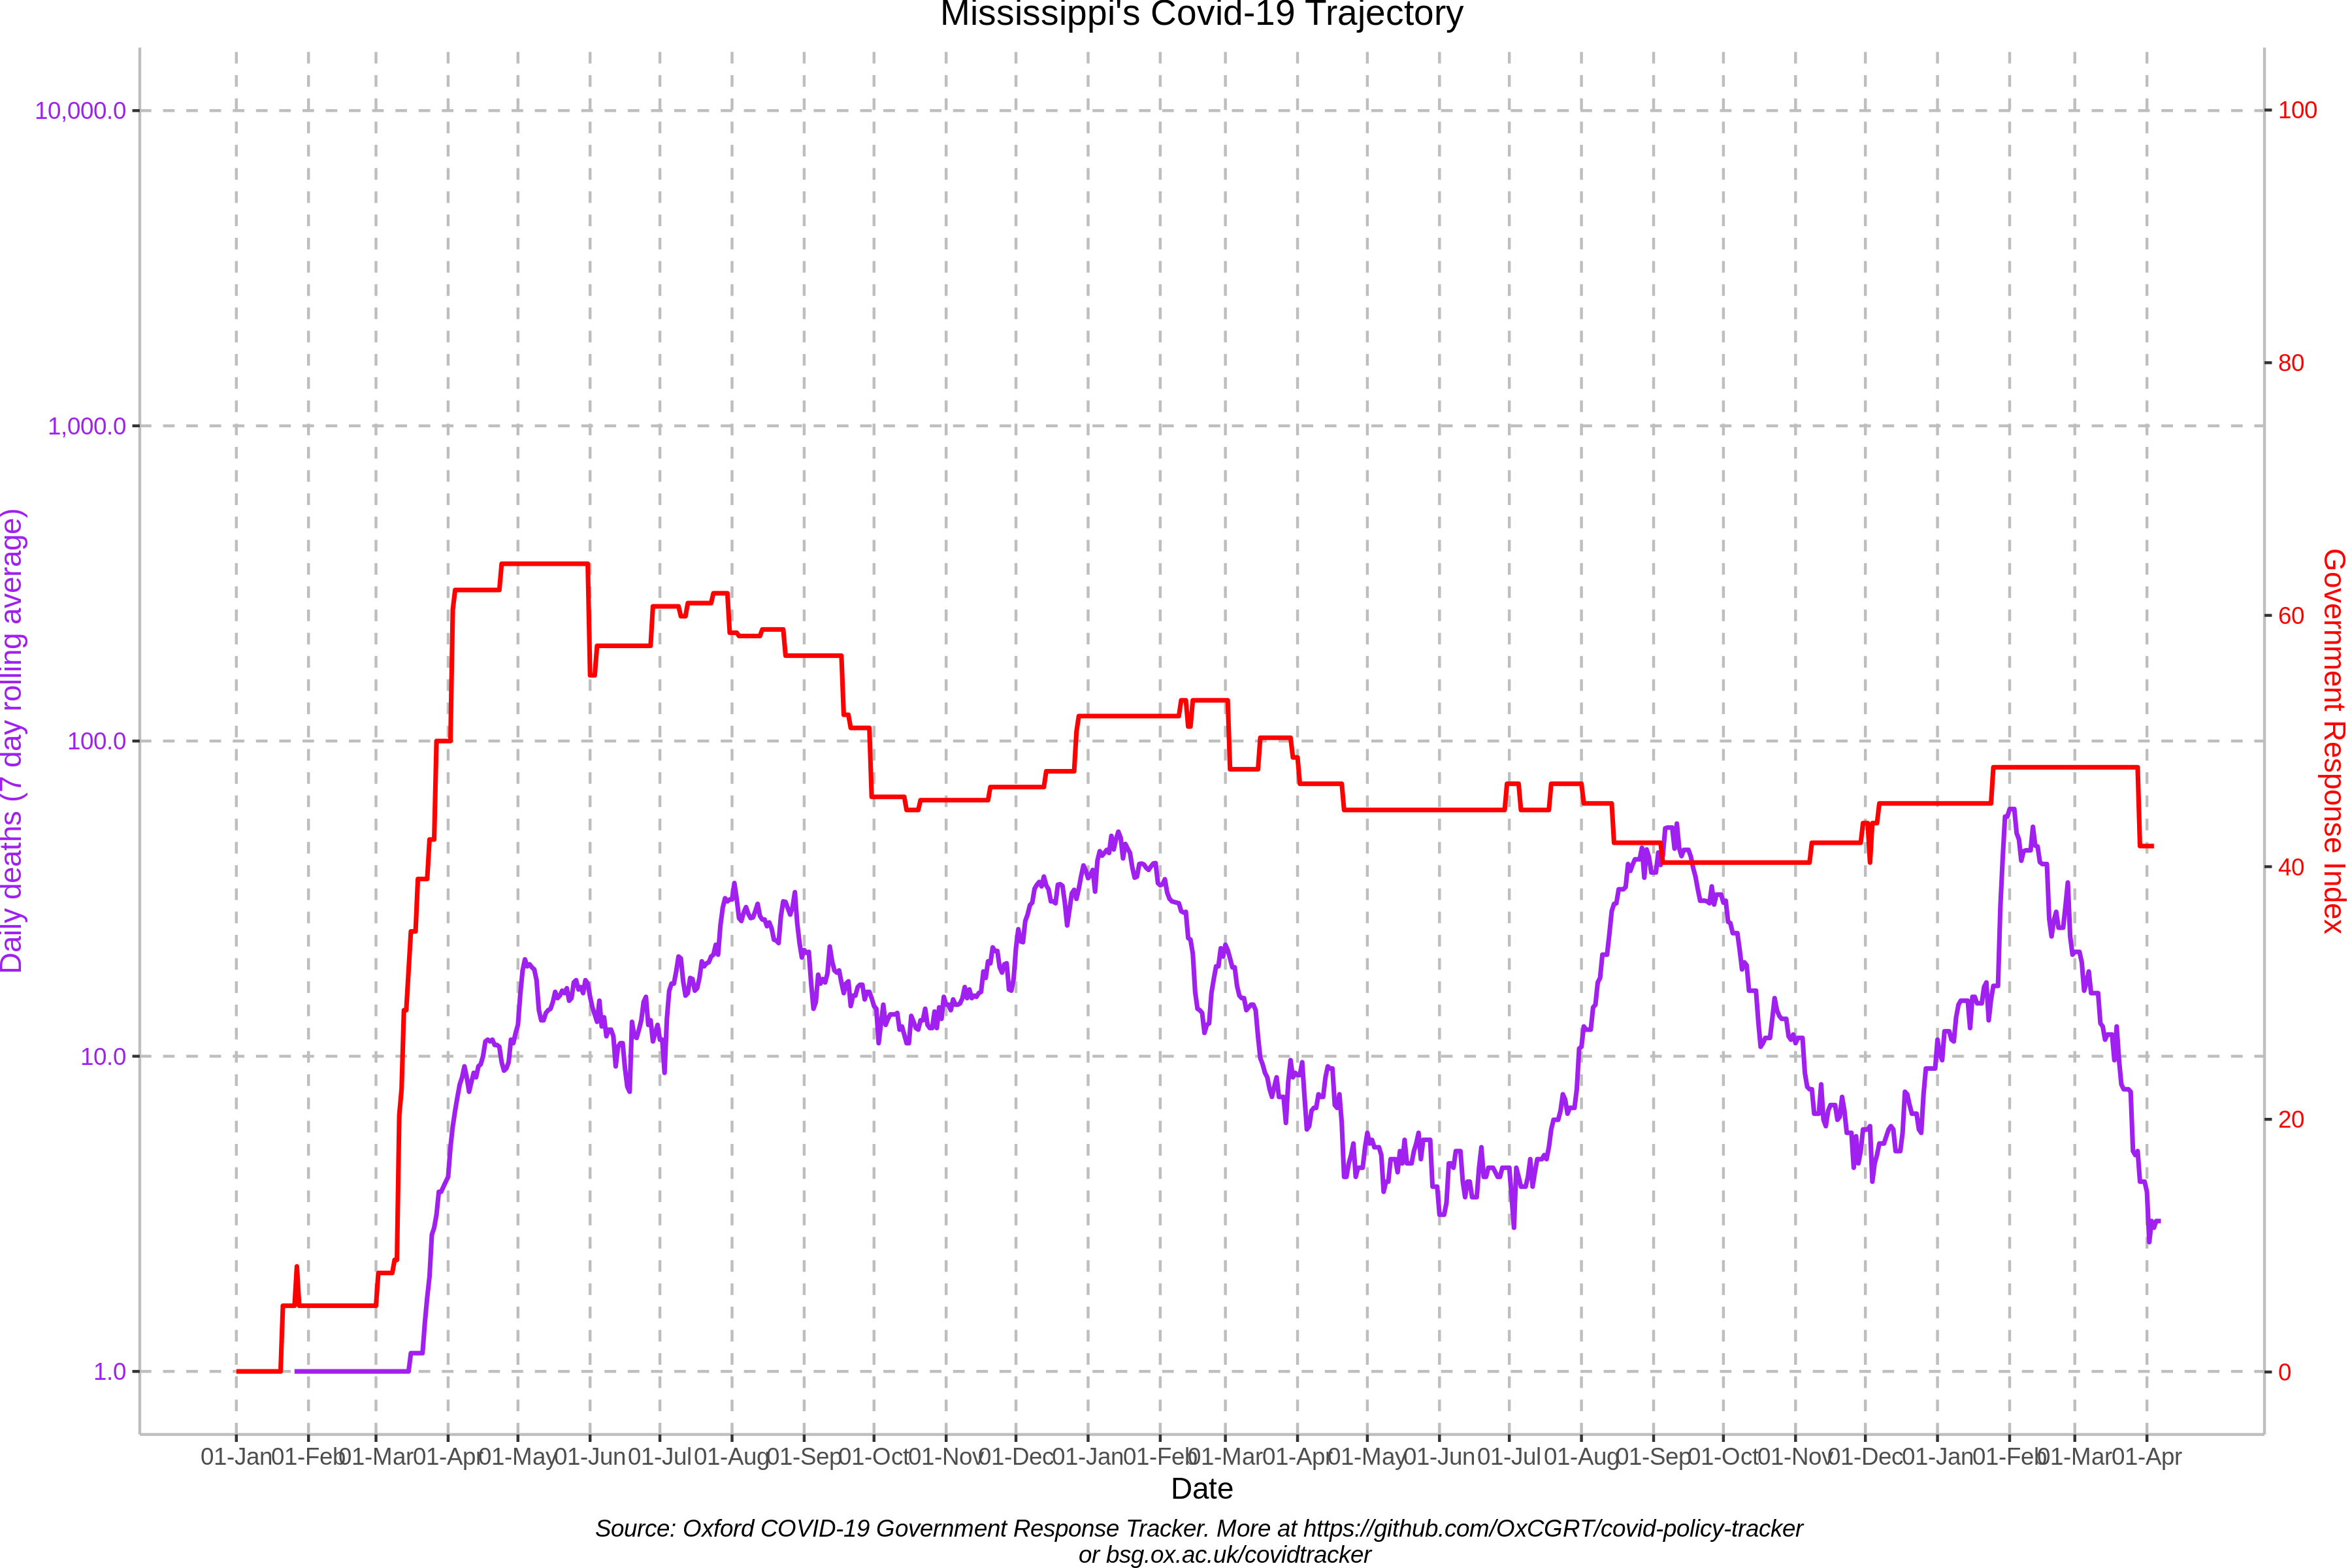 Mississippi's Covid-19 Trajectory
10,000.0
1,000.0
100.0
10.0
1.0
Daily deaths (7 day rolling average)
100
80
60
40
20
0
Government Response Index
01-Jan 01-Feb 01-Mar 01-Apr 01-May 01-Jun 01-Jul 01-Aug 01-Sep 01-Oct 01-Nov 01-Dec 01-Jan 01-Feb 01-Mar 01-Apr 01-May 01-Jun 01-Jul 01-Aug 01-Sep 01-Oct 01-Nov 01-Dec 01-Jan 01-Feb 01-Mar 01-Apr
Date
Source: Oxford COVID-19 Government Response Tracker. More at https://github.com/OxCGRT/covid-policy-tracker
or bsg.ox.ac.uk/covidtracker